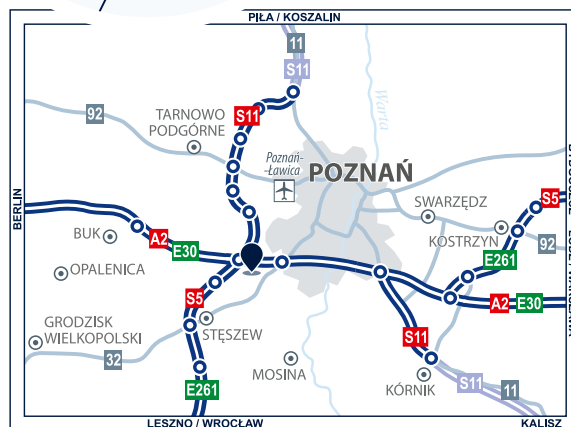 PIŁA / KOSZALIN
11
S11
92
S11
TARNOWO
PODGÓRNE
Warta
Poznań-
-Ławica
POZNAŃ
BERLIN
SWARZĘDZ
S5
KOSTRZYN
92
BUK
A2
E30
E261
OPALENICA
S5
A2
E30
GRODZISK
WIELKOPOLSKI
STĘSZEW
S11
32
MOSINA
KÓRNIK
S11
11
E261
LESZNO / WROCŁAW
KALISZ